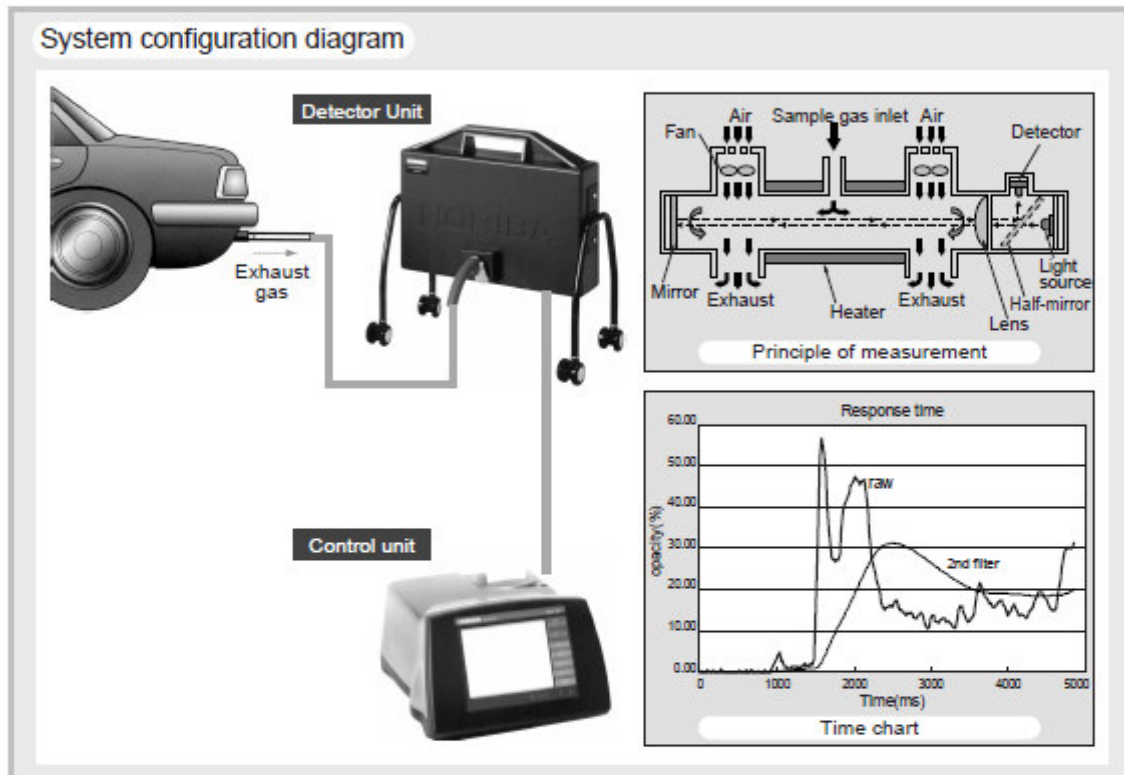 System configuration diagram
Detector Unit
HORIBA
Exhaust
gas
Control unit
Air
Sample gas inlet
Air
Fan
Detector
Mirror
Exhaust
Heater
Exhaust
Light
source
Half-mirror
Lens
Principle of measurement
Response time
60.00
50.00
40.00
30.00
20.00
10.00
0.00
opacity(%)
raw
2nd filter
0
1000
2000
3000
4000
5000
Time(ms)
Time chart